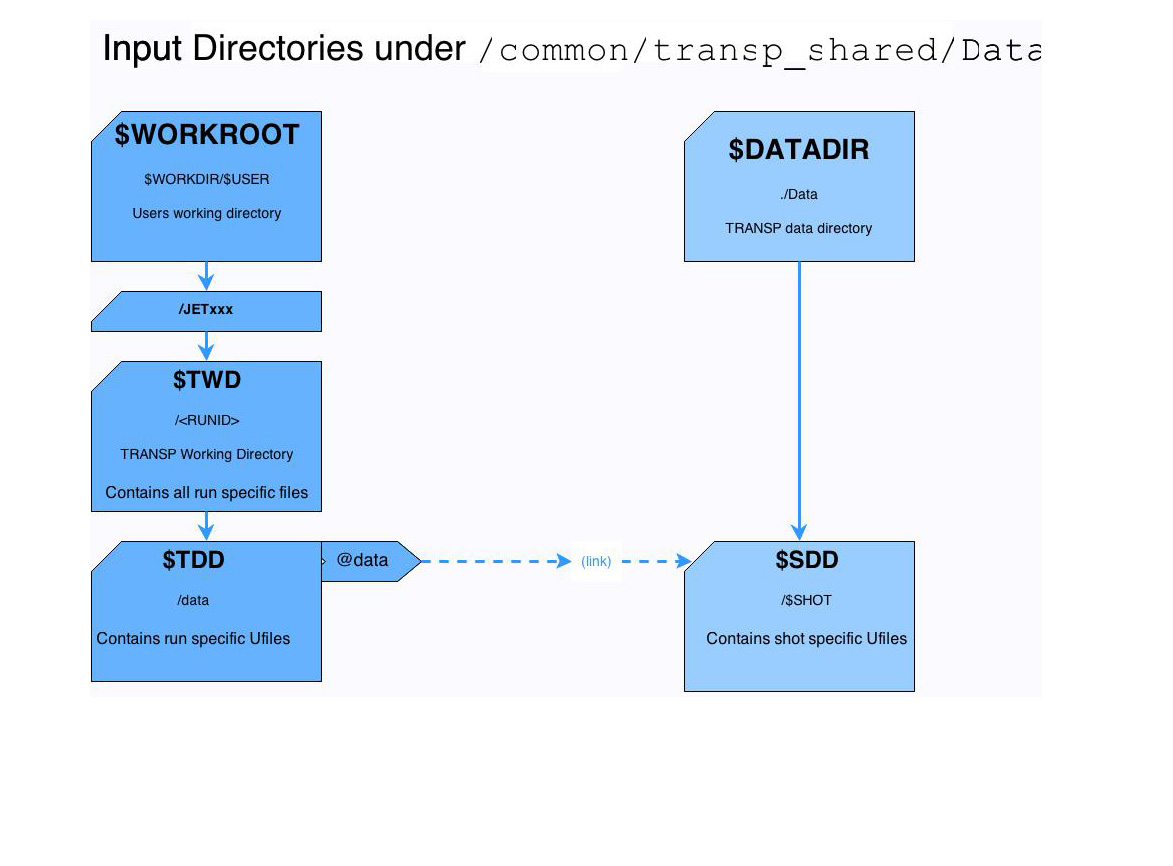 Input Directories under /common/transp_shared/Data
$WORKROOT
$WORKDIR/$USER
Users working directory
$DATADIR
./Data
TRANSP data directory
/JETxxx
$TWD
/<RUNID>
TRANSP Working Directory
Contains all run specific files
$TDD
/data
Contains run specific Ufiles
@data
(link)
$SDD
/$SHOT
Contains shot specific Ufiles